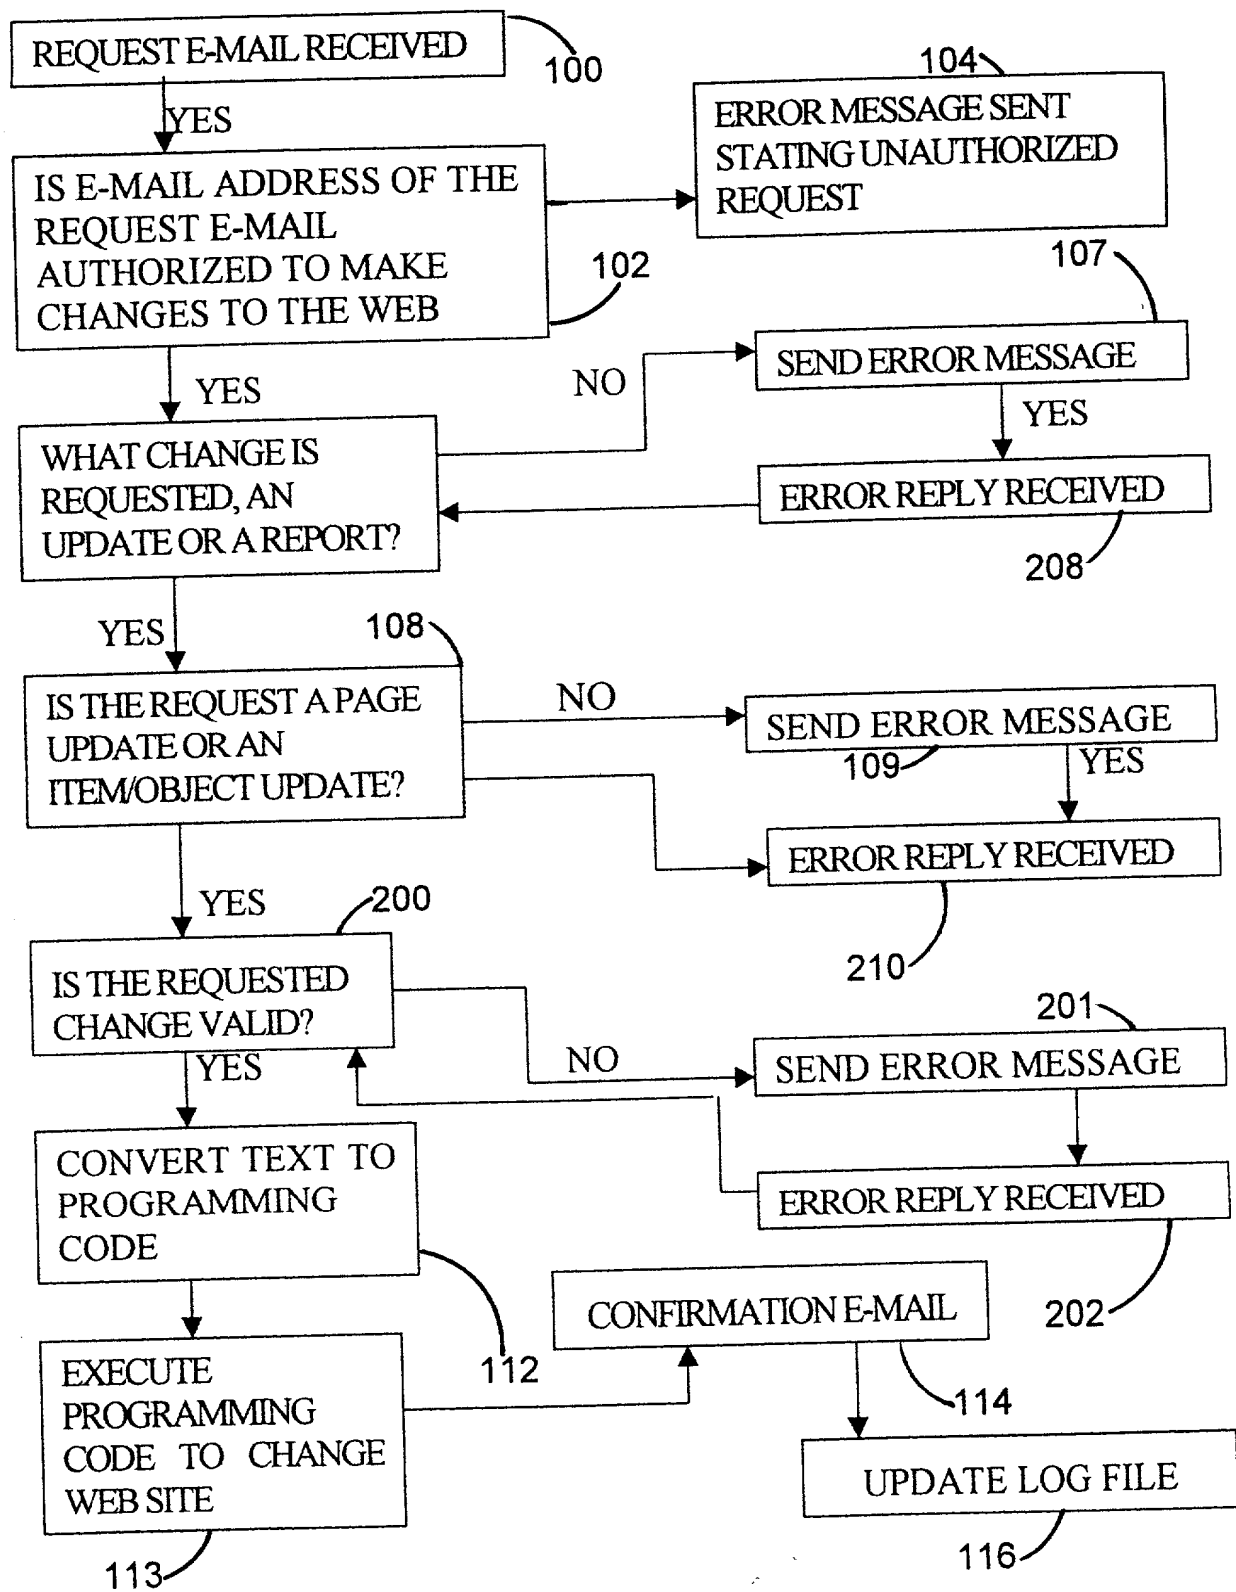 REQUEST E-MAIL RECEIVED
100
YES
104
ERROR MESSAGE SENT
STATING UNAUTHORIZED
REQUEST
IS E-MAIL ADDRESS OF THE
REQUEST E-MAIL
AUTHORIZED TO MAKE
CHANGES TO THE WEB
102
107
YES
NO
SEND ERROR MESSAGE
YES
WHAT CHANGE IS
REQUESTED, AN
UPDATE OR A REPORT?
ERROR REPLY RECEIVED
208
YES
108
IS THE REQUEST A PAGE
UPDATE OR AN
ITEM/OBJECT UPDATE?
NO
SEND ERROR MESSAGE
109
YES
ERROR REPLY RECEIVED
210
YES
200
IS THE REQUESTED
CHANGE VALID?
201
NO
SEND ERROR MESSAGE
YES
CONVERT TEXT TO
PROGRAMMING
CODE
ERROR REPLY RECEIVED
202
112
CONFIRMATION E-MAIL
114
EXECUTE
PROGRAMMING
CODE TO CHANGE
WEB SITE
113
UPDATE LOG FILE
116